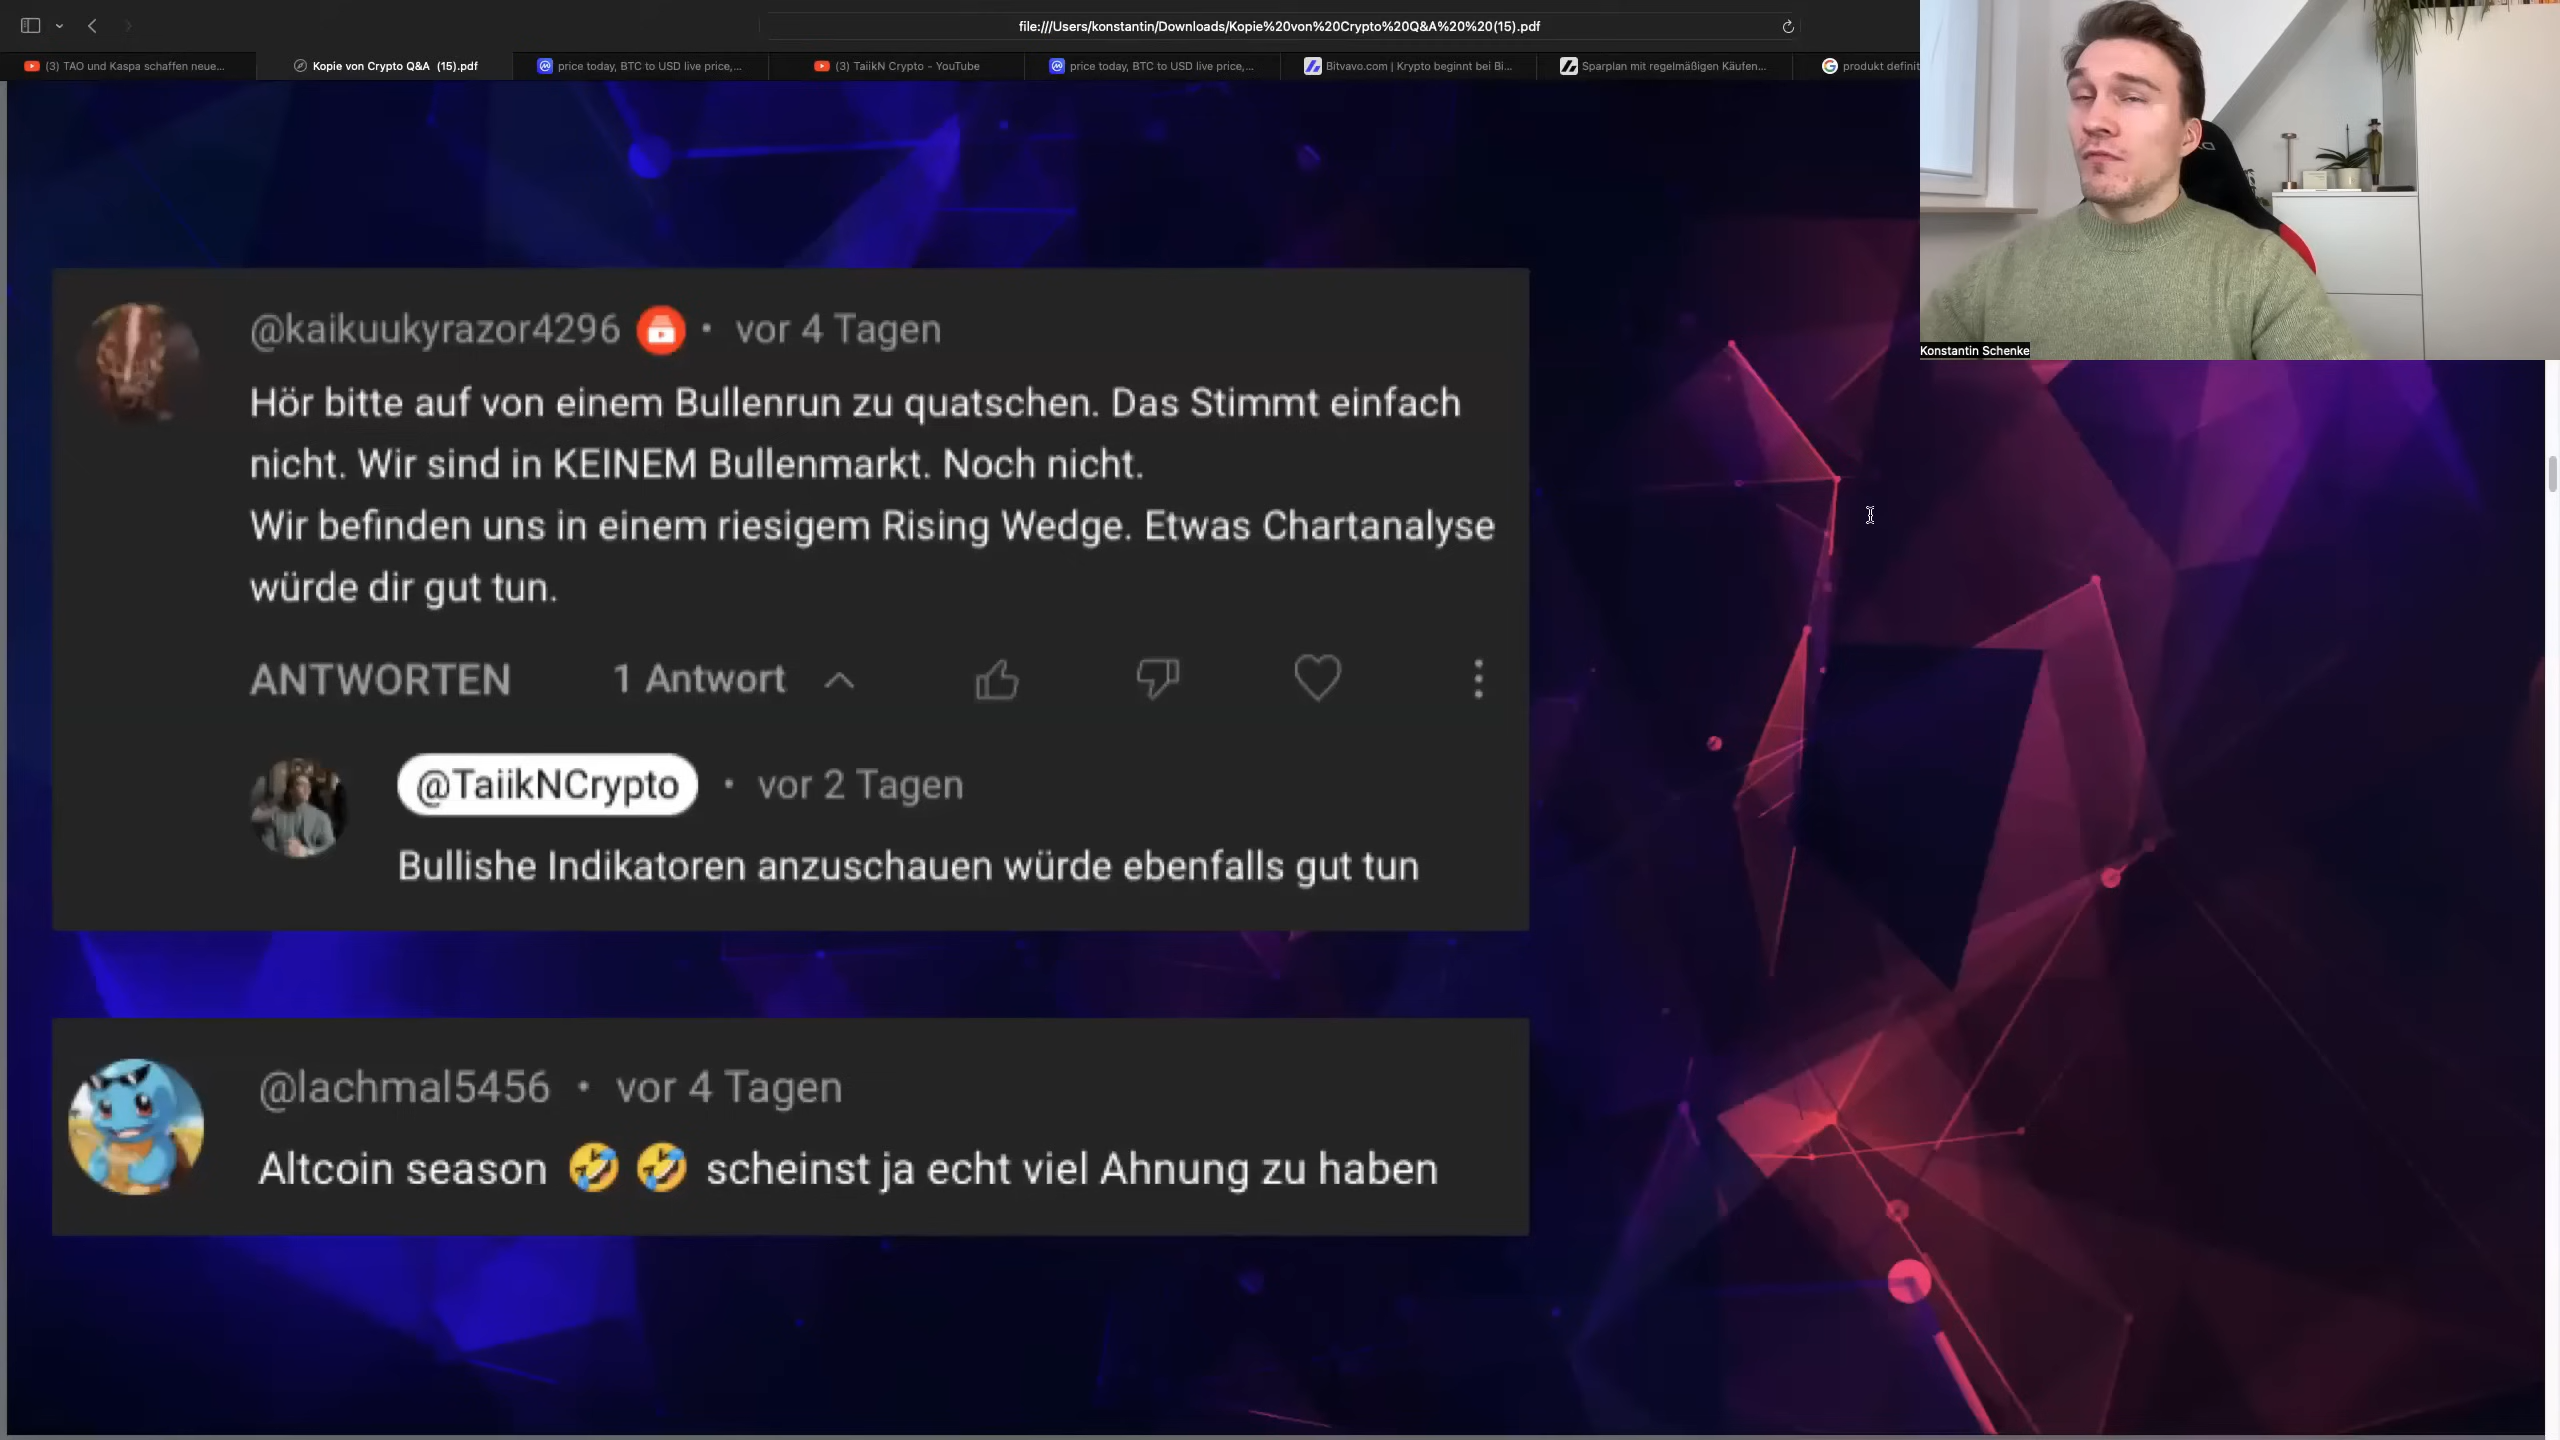 file:///Users/konstantin/Downloads/Kopie%20von%20Crypto%20Q&A%20%20(15).pdf
(3) TAO und Kaspa schaffen neue...
Kopie von Crypto Q&A (15).pdf
price today, BTC to USD live price,...
(3) TaiikN Crypto - YouTube
price today, BTC to USD live price,...
Bitvavo.com | Krypto beginnt bei Bi...
Sparplan mit regelmäßigen Käufen...
produkt definit
Konstantin Schenke
@kaikuukyrazor4296 • vor 4 Tagen
Hör bitte auf von einem Bullenrun zu quatschen. Das Stimmt einfach
nicht. Wir sind in KEINEM Bullenmarkt. Noch nicht.
Wir befinden uns in einem riesigem Rising Wedge. Etwas Chartanalyse
würde dir gut tun.
ANTWORTEN 1 Antwort
@TaiikNCrypto • vor 2 Tagen
Bullishe Indikatoren anzuschauen würde ebenfalls gut tun
@lachmal5456 • vor 4 Tagen
Altcoin season 🤣 🤣 scheinst ja echt viel Ahnung zu haben